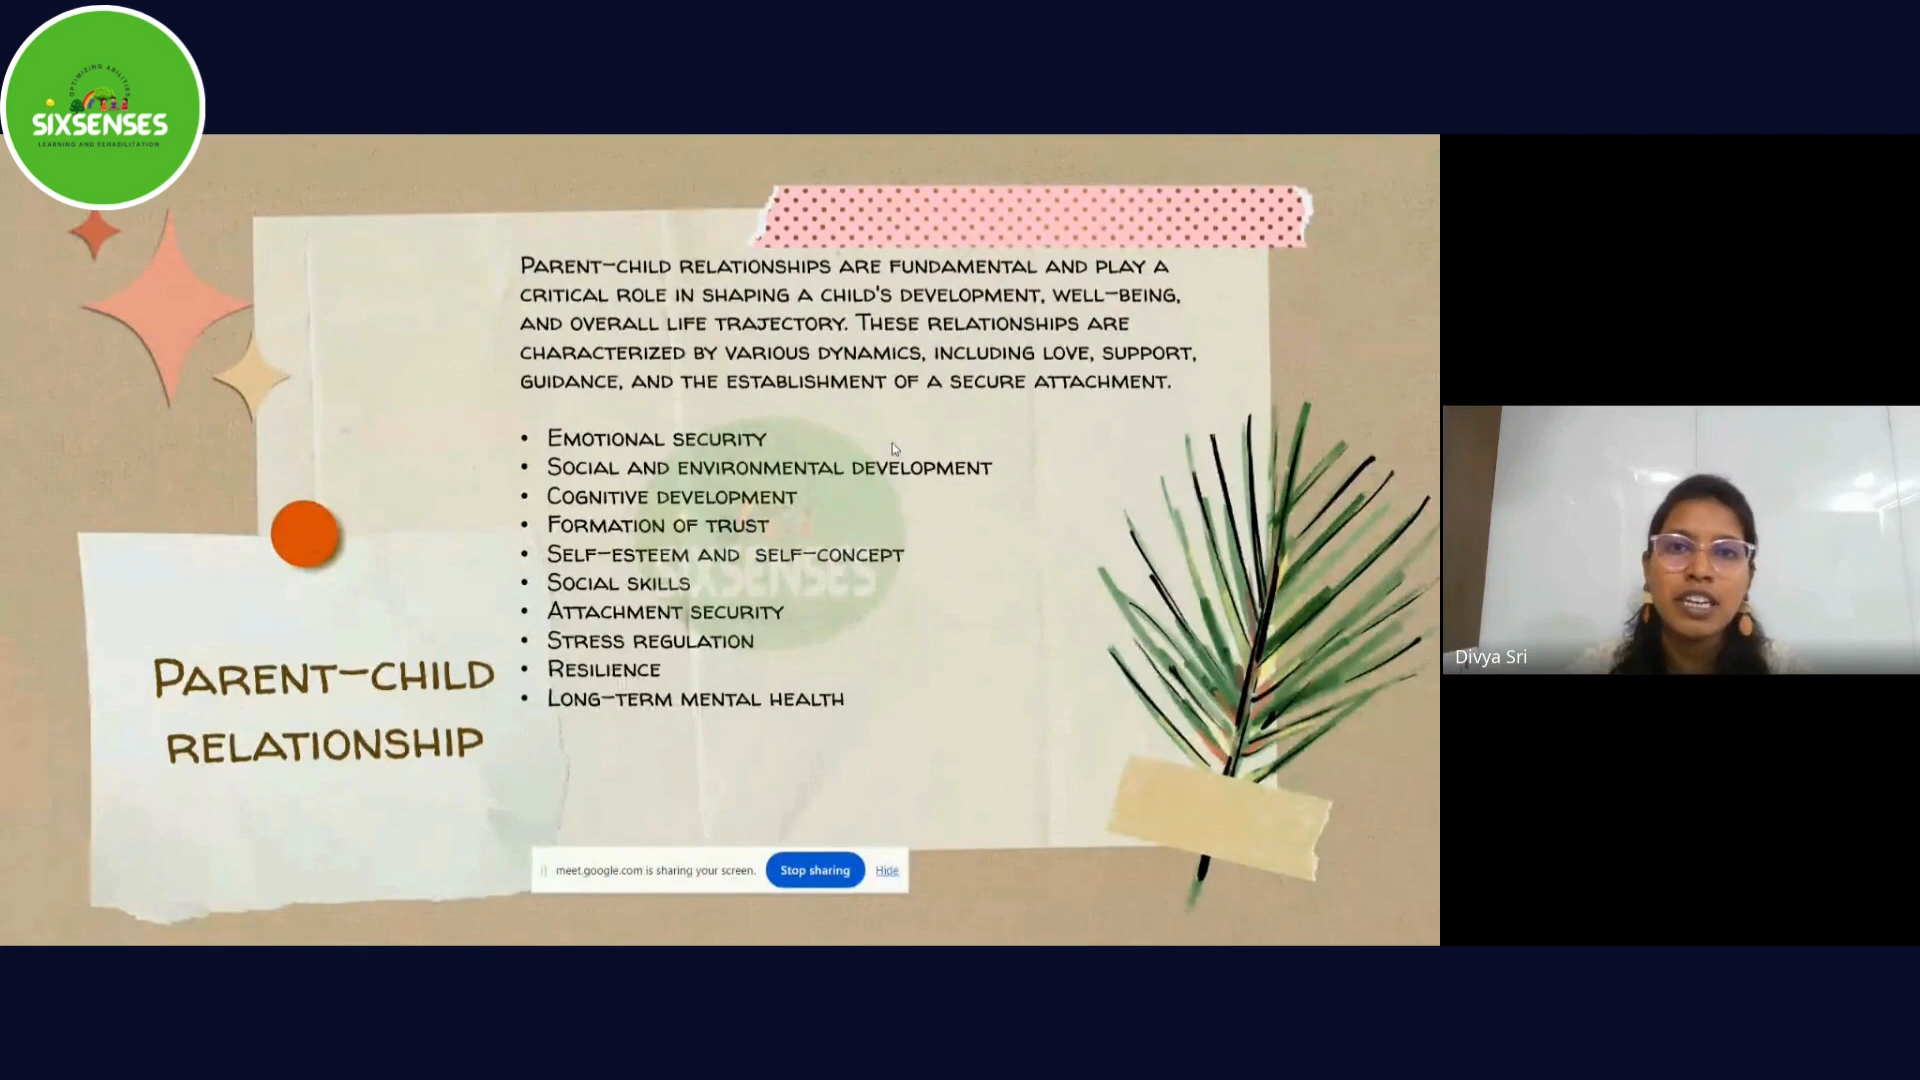 OPTIMIZING ABILITIES
SIXSENSES
LEARNING AND REHABILITATION
Parent-child relationships are fundamental and play a
critical role in shaping a child's development, well-being,
and overall life trajectory. These relationships are
characterized by various dynamics, including love, support,
guidance, and the establishment of a secure attachment.
• Emotional security
• Social and environmental development
• Cognitive development
• Formation of trust
• Self-esteem and self-concept
• Social skills
• Attachment security
• Stress regulation
• Resilience
• Long-term mental health
SIXSENSES
Parent-child
relationship
meet.google.com is sharing your screen. Stop sharing Hide
Divya Sri